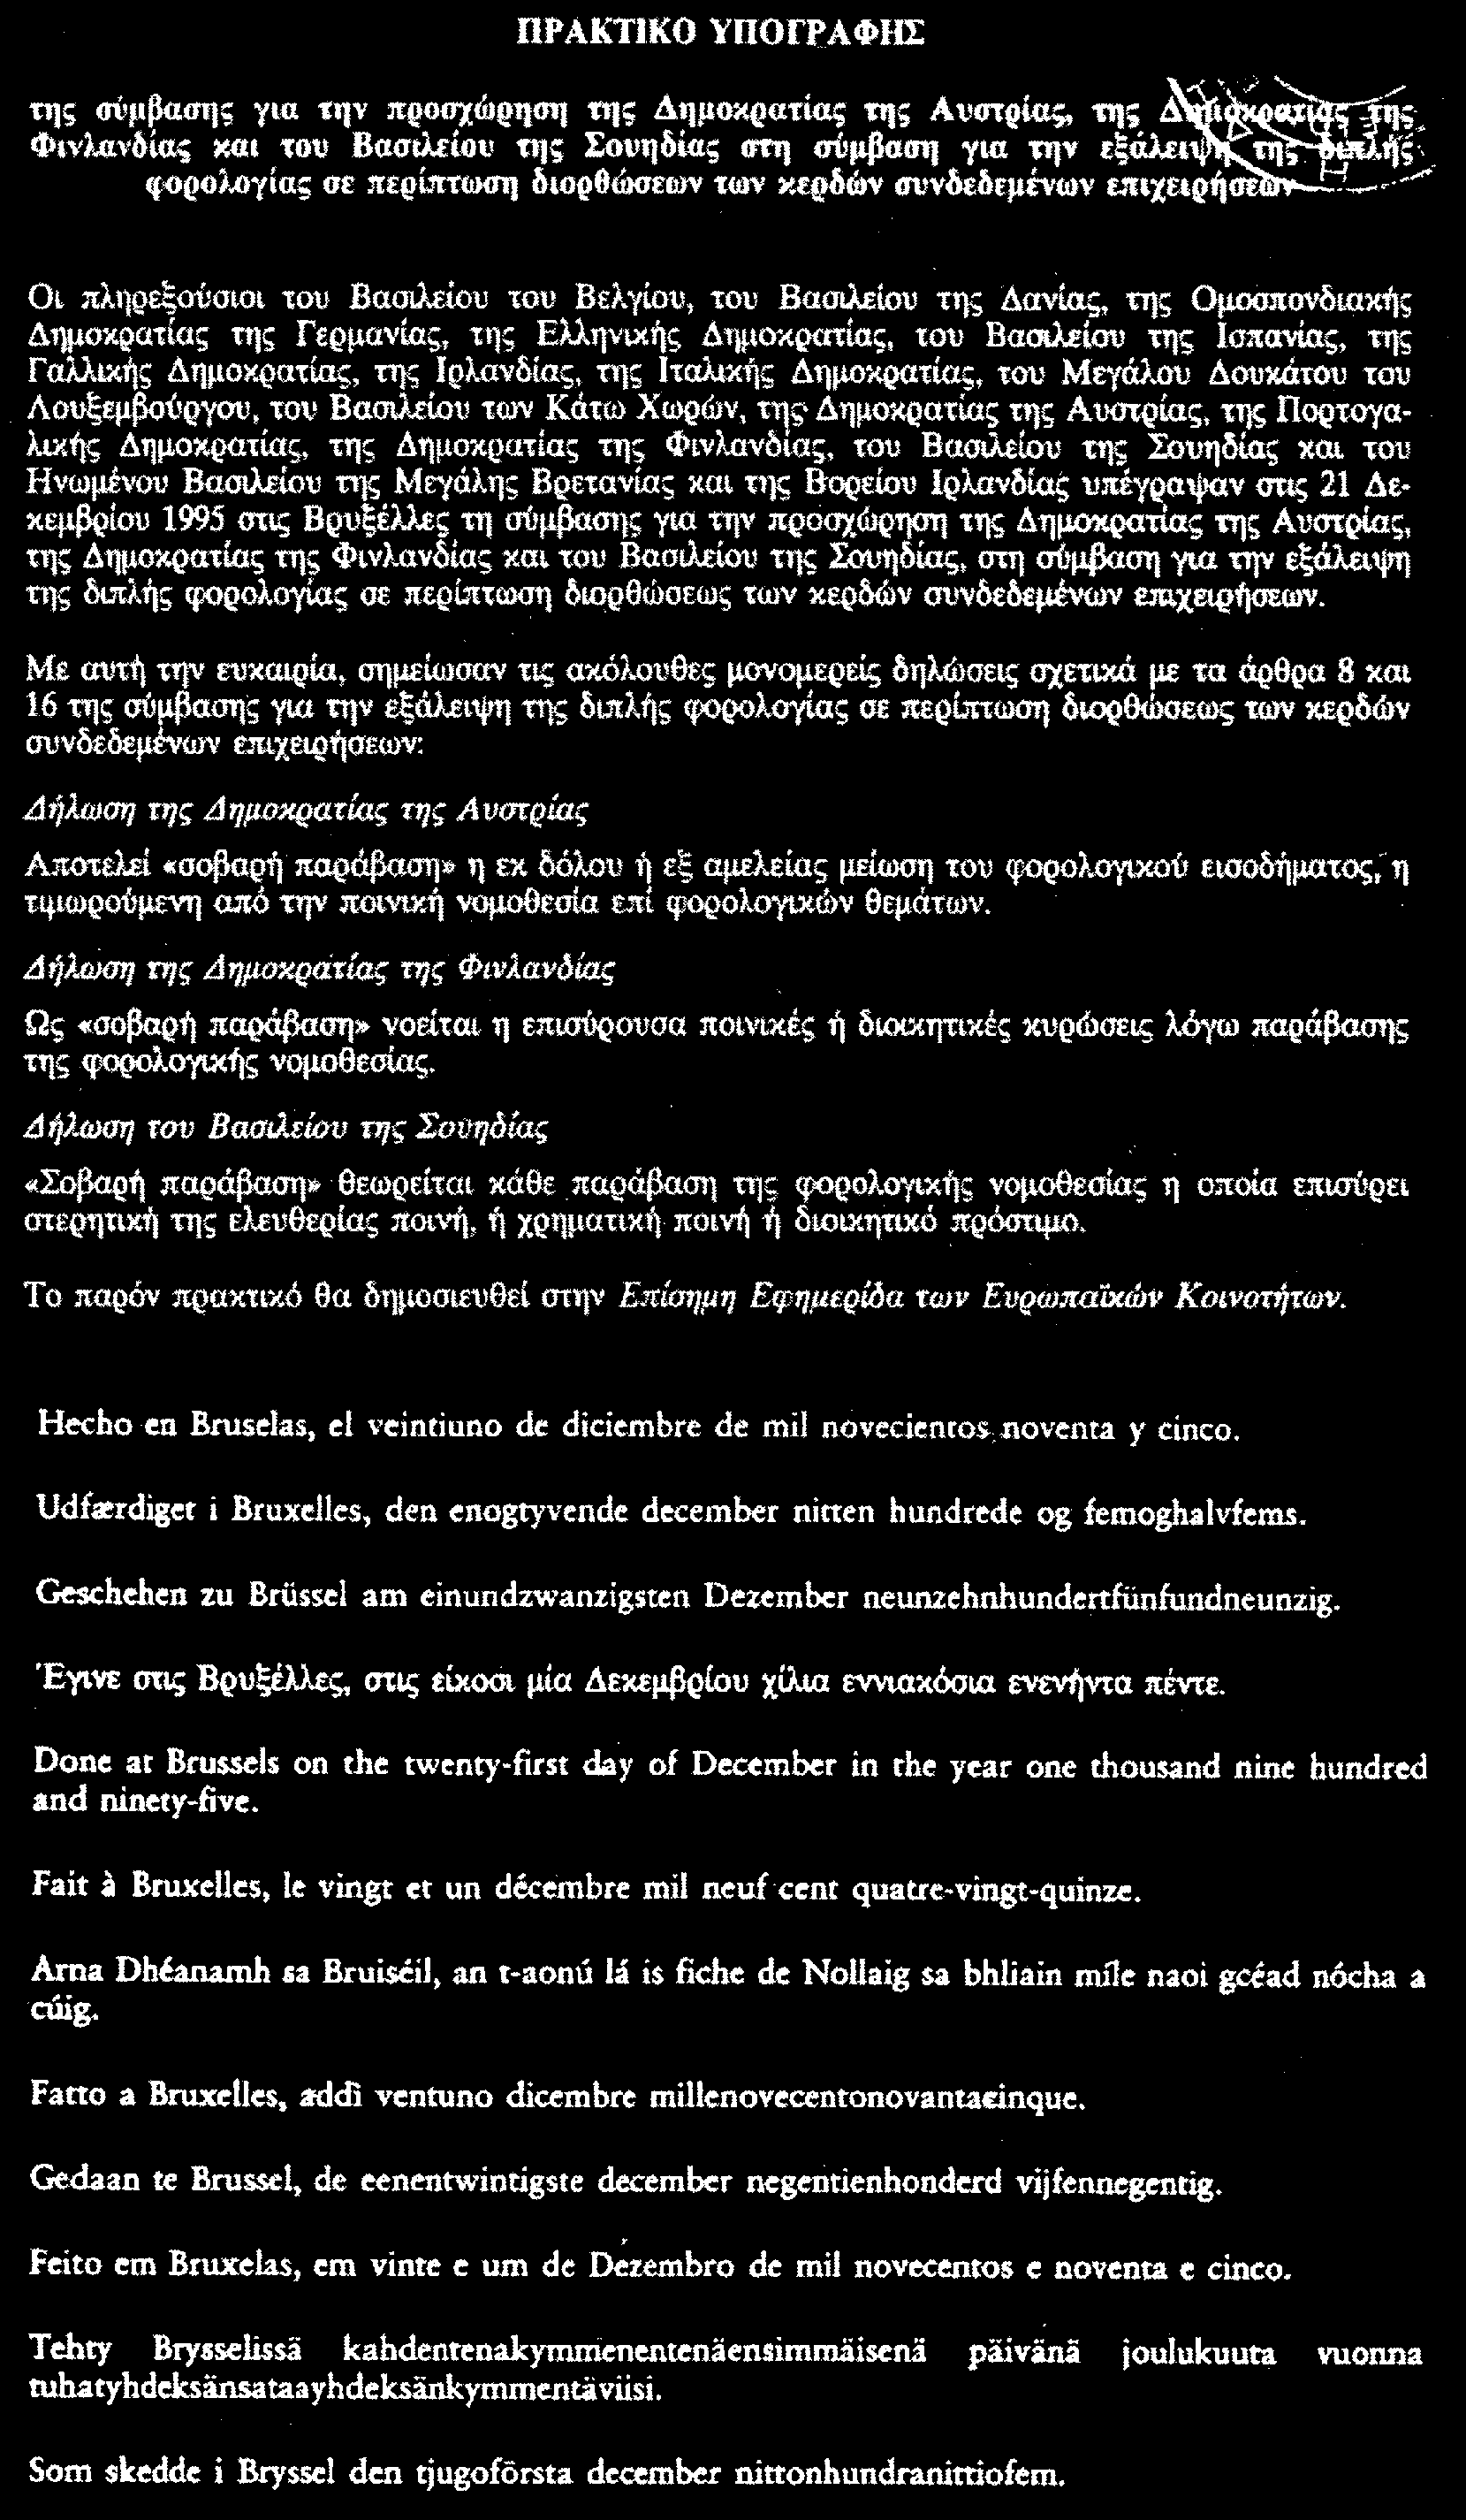 ΠΡΑΚΤΙΚΟ ΥΠΟΓΡΑΦΗΣ
της σύμβασης για την προσχώρηση της Δημοκρατίας της Αυστρίας, της Δημοκρατίας της
Φινλανδίας και του Βασιλείου της Σουηδίας στη σύμβαση για την εξάλειψη της διπλής
φορολογίας σε περίπτωση διορθώσεων των κερδών συνδεδεμένων επιχειρήσεων
Οι πληρεξούσιοι του Βασιλείου του Βελγίου, του Βασιλείου της Δανίας, της Ομοσπονδιακής
Δημοκρατίας της Γερμανίας, της Ελληνικής Δημοκρατίας, του Βασιλείου της Ισπανίας, της
Γαλλικής Δημοκρατίας, της Ιρλανδίας, της Ιταλικής Δημοκρατίας, του Μεγάλου Δουκάτου του
Λουξεμβούργου, του Βασιλείου των Κάτω Χωρών, της Δημοκρατίας της Αυστρίας, της Πορτογα-
λικής Δημοκρατίας, της Δημοκρατίας της Φινλανδίας, του Βασιλείου της Σουηδίας και του
Ηνωμένου Βασιλείου της Μεγάλης Βρετανίας και της Βορείου Ιρλανδίας υπέγραψαν στις 21 Δε-
κεμβρίου 1995 στις Βρυξέλλες τη σύμβασης για την προσχώρηση της Δημοκρατίας της Αυστρίας,
της Δημοκρατίας της Φινλανδίας και του Βασιλείου της Σουηδίας, στη σύμβαση για την εξάλειψη
της διπλής φορολογίας σε περίπτωση διορθώσεως των κερδών συνδεδεμένων επιχειρήσεων.
Με αυτή την ευκαιρία, σημείωσαν τις ακόλουθες μονομερείς δηλώσεις σχετικά με τα άρθρα 8 και
16 της σύμβασης για την εξάλειψη της διπλής φορολογίας σε περίπτωση διορθώσεως των κερδών
συνδεδεμένων επιχειρήσεων:
Δήλωση της Δημοκρατίας της Αυστρίας
Αποτελεί «σοβαρή παράβαση» η εκ δόλου ή εξ αμελείας μείωση του φορολογικού εισοδήματος, η
τιμωρούμενη από την ποινική νομοθεσία επί φορολογικών θεμάτων.
Δήλωση της Δημοκρατίας της Φινλανδίας
Ως «σοβαρή παράβαση» νοείται η επισύρουσα ποινικές ή διοικητικές κυρώσεις λόγω παράβασης
της φορολογικής νομοθεσίας.
Δήλωση του Βασιλείου της Σουηδίας
«Σοβαρή παράβαση» θεωρείται κάθε παράβαση της φορολογικής νομοθεσίας η οποία επισύρει
στερητική της ελευθερίας ποινή, ή χρηματική ποινή ή διοικητικό πρόστιμο.
Το παρόν πρακτικό θα δημοσιευθεί στην Επίσημη Εφημερίδα των Ευρωπαϊκών Κοινοτήτων.
Hecho en Bruselas, el veintiuno de diciembre de mil novecientos noventa y cinco.
Udfærdiget i Bruxelles, den enogtyvende december nitten hundrede og femoghalvfems.
Geschehen zu Brüssel am einundzwanzigsten Dezember neunzehnhundertfünfundneunzig.
Έγινε στις Βρυξέλλες, στις είκοσι μία Δεκεμβρίου χίλια εννιακόσια ενενήντα πέντε.
Done at Brussels on the twenty-first day of December in the year one thousand nine hundred
and ninety-five.
Fait à Bruxelles, le vingt et un décembre mil neuf cent quatre-vingt-quinze.
Arna Dhéanamh sa Bruiséil, an t-aonú lá is fiche de Nollaig sa bhliain míle naoi gcéad nócha a
cúig.
Fatto a Bruxelles, addì ventuno dicembre millenovecentonovantacinque.
Gedaan te Brussel, de eenentwintigste december negentienhonderd vijfennegentig.
Feito em Bruxelas, em vinte e um de Dezembro de mil novecentos e noventa e cinco.
Tehty Brysselissä kahdentenakymmenentenäensimmäisenä päivänä joulukuuta vuonna
tuhatyhdeksänsataayhdeksänkymmentäviisi.
Som skedde i Bryssel den tjugoförsta december nittonhundranittiofem.